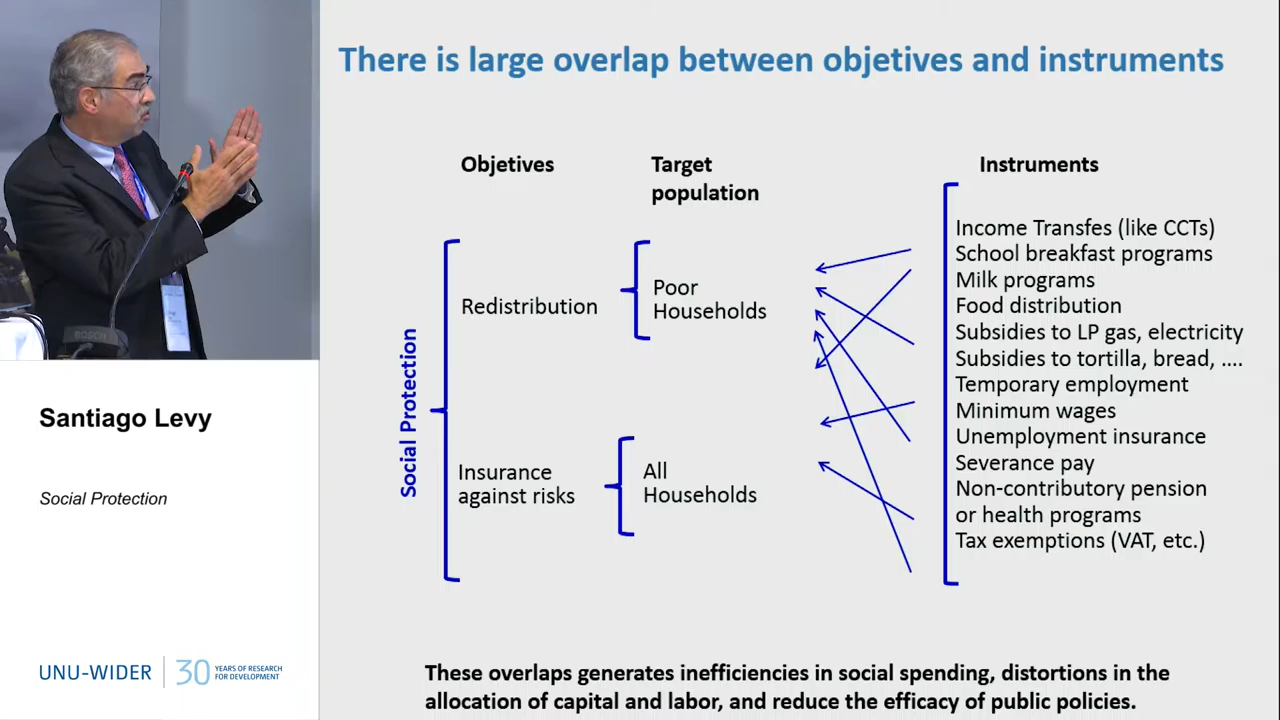 There is large overlap between objetives and instruments
Objetives
Target
population
Instruments
Social Protection
Redistribution
Poor
Households
Insurance
against risks
All
Households
Income Transfes (like CCTs)
School breakfast programs
Milk programs
Food distribution
Subsidies to LP gas, electricity
Subsidies to tortilla, bread, ....
Temporary employment
Minimum wages
Unemployment insurance
Severance pay
Non-contributory pension
or health programs
Tax exemptions (VAT, etc.)
These overlaps generates inefficiencies in social spending, distortions in the
allocation of capital and labor, and reduce the efficacy of public policies.
BOSCH
Santiago Levy
Social Protection
UNU-WIDER
30 YEARS OF RESEARCH
FOR DEVELOPMENT